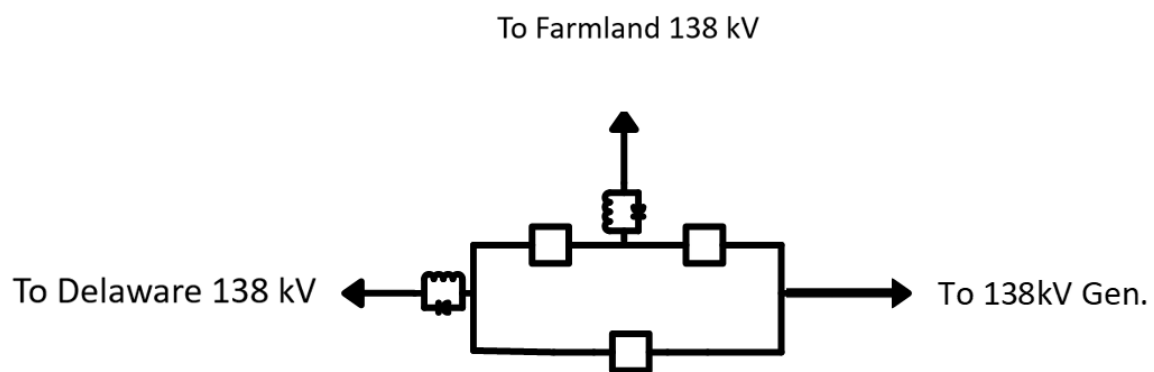 To Farmland 138 kV
To Delaware 138 kV
To 138kV Gen.